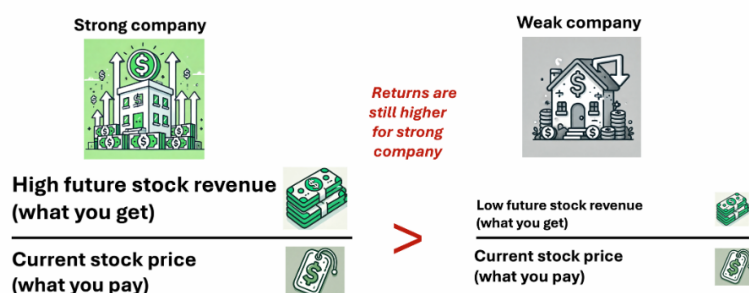 Strong company
Weak company
Returns are
still higher
for strong
company
High future stock revenue
(what you get)
Current stock price
(what you pay)
>
Low future stock revenue
(what you get)
Current stock price
(what you pay)